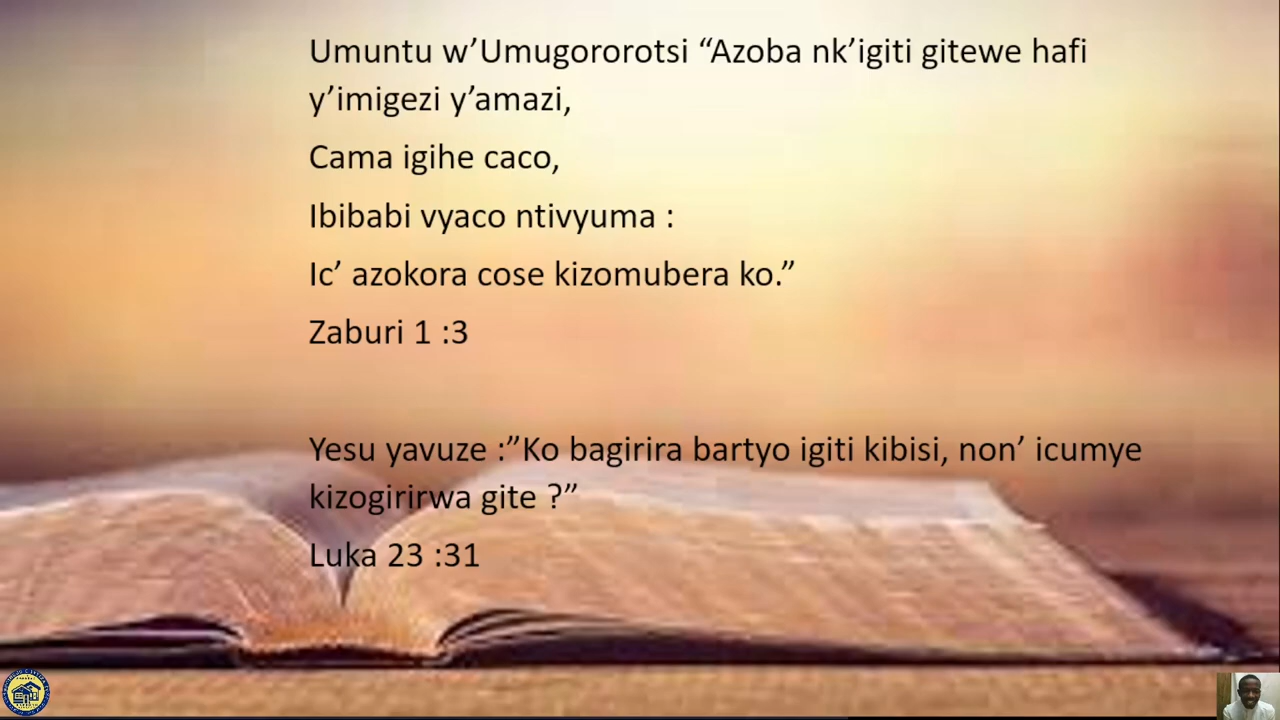 Umuntu w’Umugororotsi “Azoba nk’igiti gitewe hafi
y’imigezi y’amazi,
Cama igihe caco,
Ibibabi vyaco ntivyuma :
Ic’ azokora cose kizomubera ko.”
Zaburi 1 :3
Yesu yavuze :”Ko bagirira bartyo igiti kibisi, non’ icumye
kizogirirwa gite ?”
Luka 23 :31